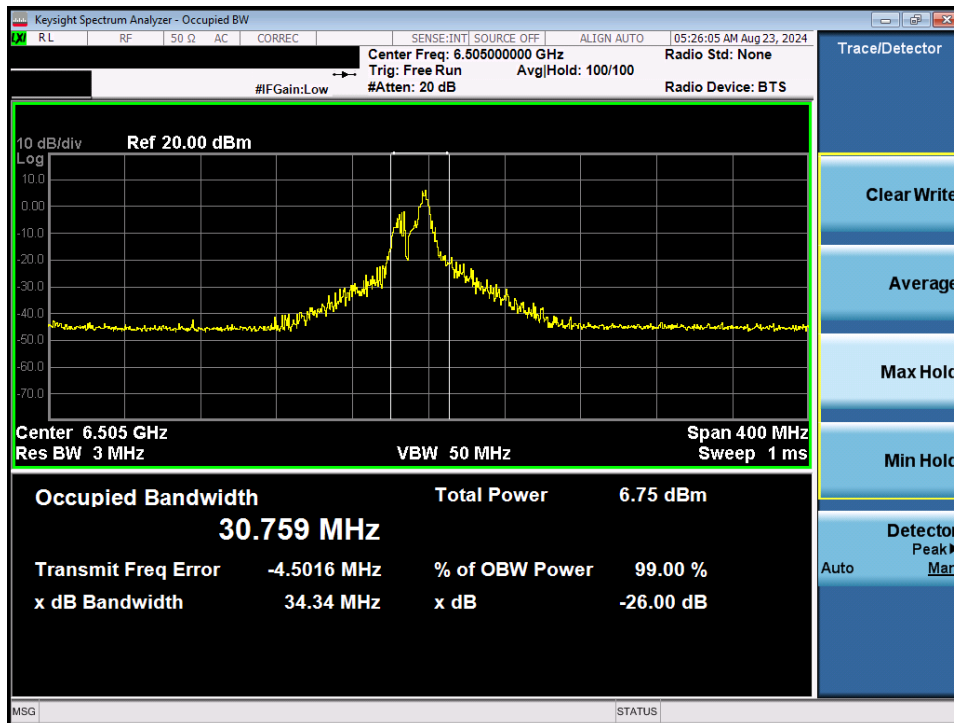 Keysight Spectrum Analyzer - Occupied BW
LXI RL RF 50 Ω AC CORREC SENSE:INT SOURCE OFF ALIGN AUTO 05:26:05 AM Aug 23, 2024
Center Freq: 6.505000000 GHz Radio Std: None
Trig: Free Run Avg|Hold: 100/100
#IFGain:Low #Atten: 20 dB Radio Device: BTS
10 dB/div Ref 20.00 dBm
Log
10.0
0.00
-10.0
-20.0
-30.0
-40.0
-50.0
-60.0
-70.0
Center 6.505 GHz Span 400 MHz
Res BW 3 MHz VBW 50 MHz Sweep 1 ms
Occupied Bandwidth Total Power 6.75 dBm
30.759 MHz
Transmit Freq Error -4.5016 MHz % of OBW Power 99.00 %
x dB Bandwidth 34.34 MHz x dB -26.00 dB
MSG STATUS
Trace/Detector
Clear Write
Average
Max Hold
Min Hold
Detector
Peak
Auto Man